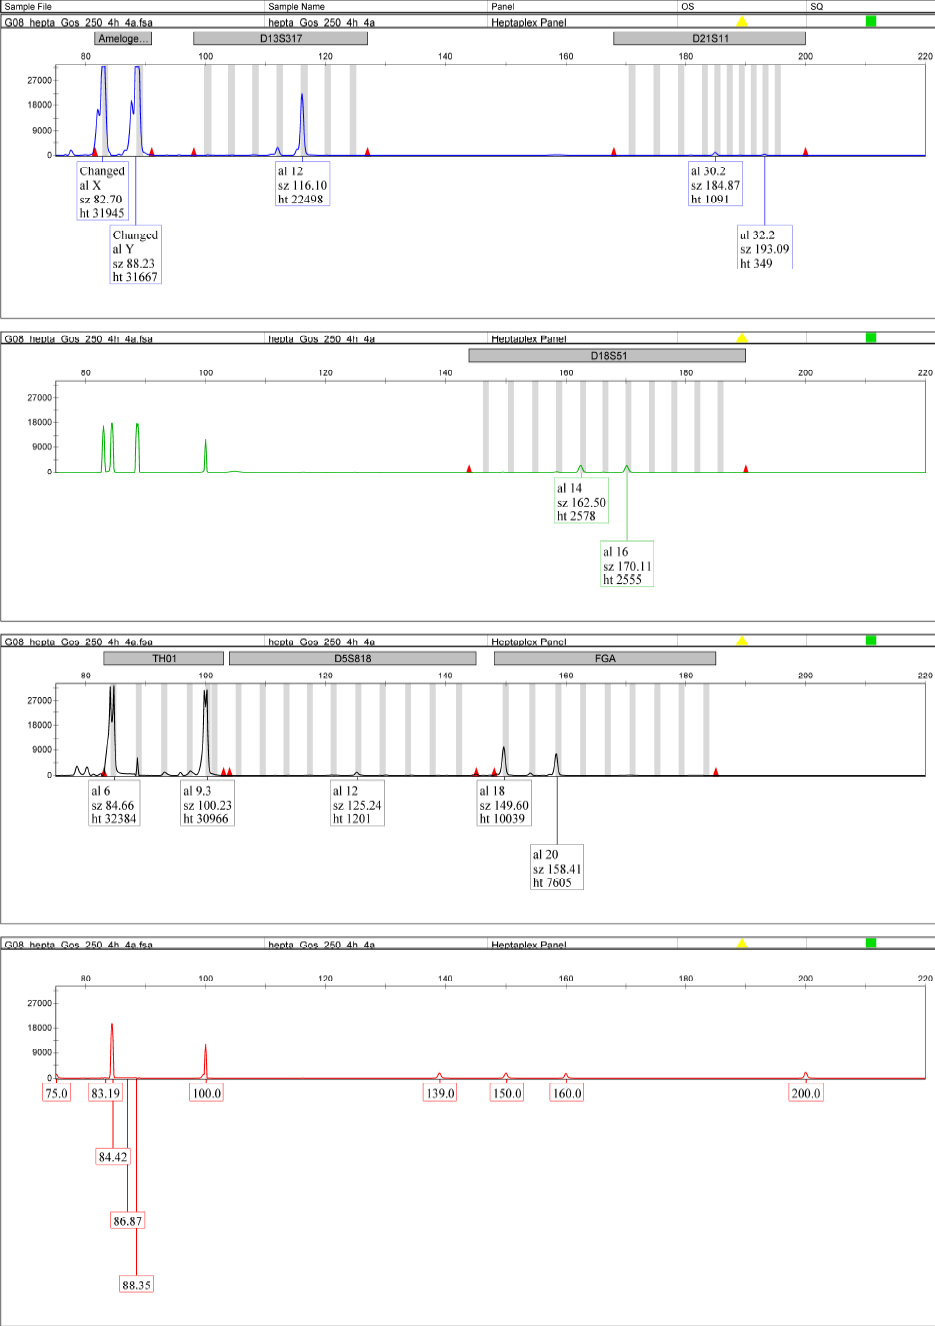 Sample File Sample Name Panel OS SQ
G08_hepta_Gos_250_4h_4a.fsa hepta_Gos_250_4h_4a Heptaplex Panel
Ameloge... D13S317 D21S11
80 100 120 140 160 180 200 220
27000
18000
9000
0
Changed
al X
sz 82.70
ht 31945
al 12
sz 116.10
ht 22498
al 30.2
sz 184.87
ht 1091
Changed
al Y
sz 88.23
ht 31667
al 32.2
sz 193.09
ht 349
G08_hepta_Gos_250_4h_4a.fsa hepta_Gos_250_4h_4a Heptaplex Panel
D18S51
80 100 120 140 160 180 200 220
27000
18000
9000
0
al 14
sz 162.50
ht 2578
al 16
sz 170.11
ht 2555
G08_hepta_Gos_250_4h_4a.fsa hepta_Gos_250_4h_4a Heptaplex Panel
TH01 D5S818 FGA
80 100 120 140 160 180 200 220
27000
18000
9000
0
al 6
sz 84.66
ht 32384
al 9.3
sz 100.23
ht 30966
al 12
sz 125.24
ht 1201
al 18
sz 149.60
ht 10039
al 20
sz 158.41
ht 7605
G08_hepta_Gos_250_4h_4a.fsa hepta_Gos_250_4h_4a Heptaplex Panel
80 100 120 140 160 180 200 220
27000
18000
9000
0
75.0 83.19 100.0 139.0 150.0 160.0 200.0
84.42
86.87
88.35